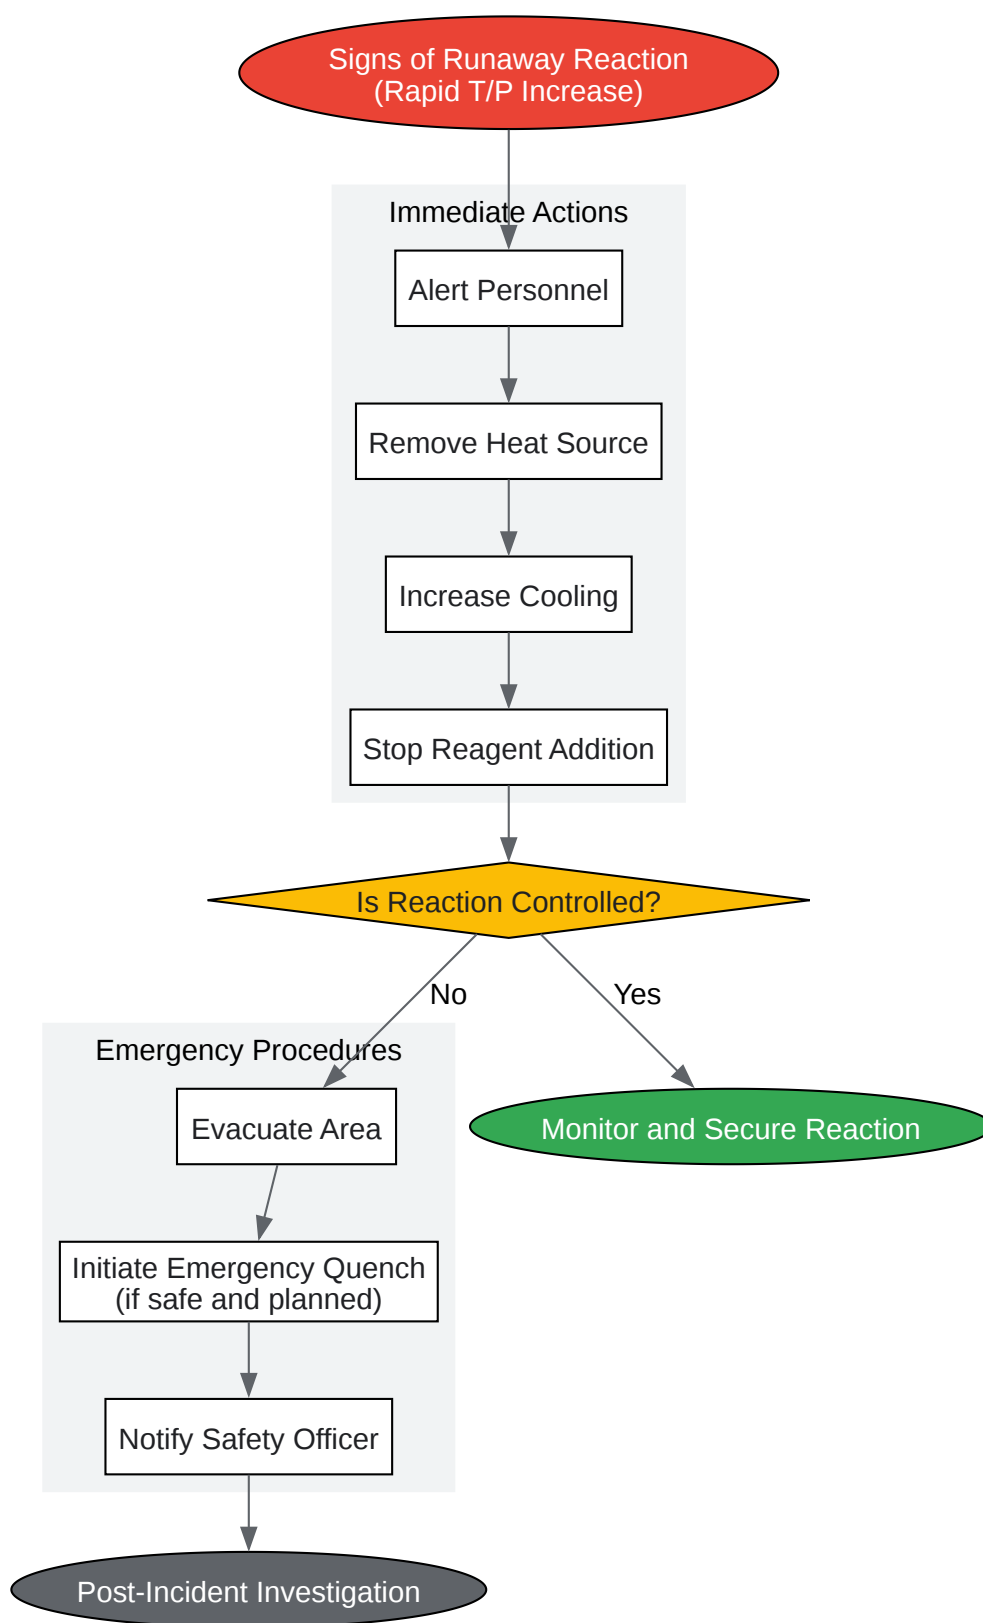 Signs of Runaway Reaction
(Rapid T/P Increase)
Immediate Actions
Alert Personnel
Remove Heat Source
Increase Cooling
Stop Reagent Addition
Is Reaction Controlled?
No
Yes
Emergency Procedures
Evacuate Area
Monitor and Secure Reaction
Initiate Emergency Quench
(if safe and planned)
Notify Safety Officer
Post-Incident Investigation